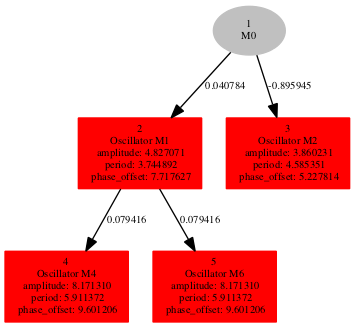 1
M0
0.040784
-0.895945
2
Oscillator M1
amplitude: 4.827071
period: 3.744892
phase_offset: 7.717627
3
Oscillator M2
amplitude: 3.860231
period: 4.585351
phase_offset: 5.227814
0.079416
0.079416
4
Oscillator M4
amplitude: 8.171310
period: 5.911372
phase_offset: 9.601206
5
Oscillator M6
amplitude: 8.171310
period: 5.911372
phase_offset: 9.601206